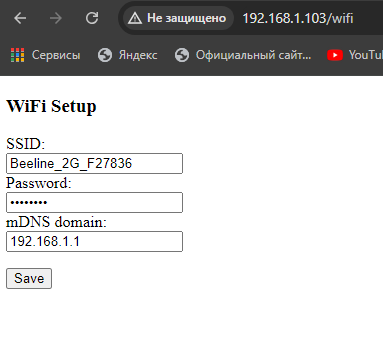 Не защищено 192.168.1.103/wifi
Сервисы Яндекс Официальный сайт... YouTu
WiFi Setup
SSID:
Beeline_2G_F27836
Password:
••••••••
mDNS domain:
192.168.1.1
Save